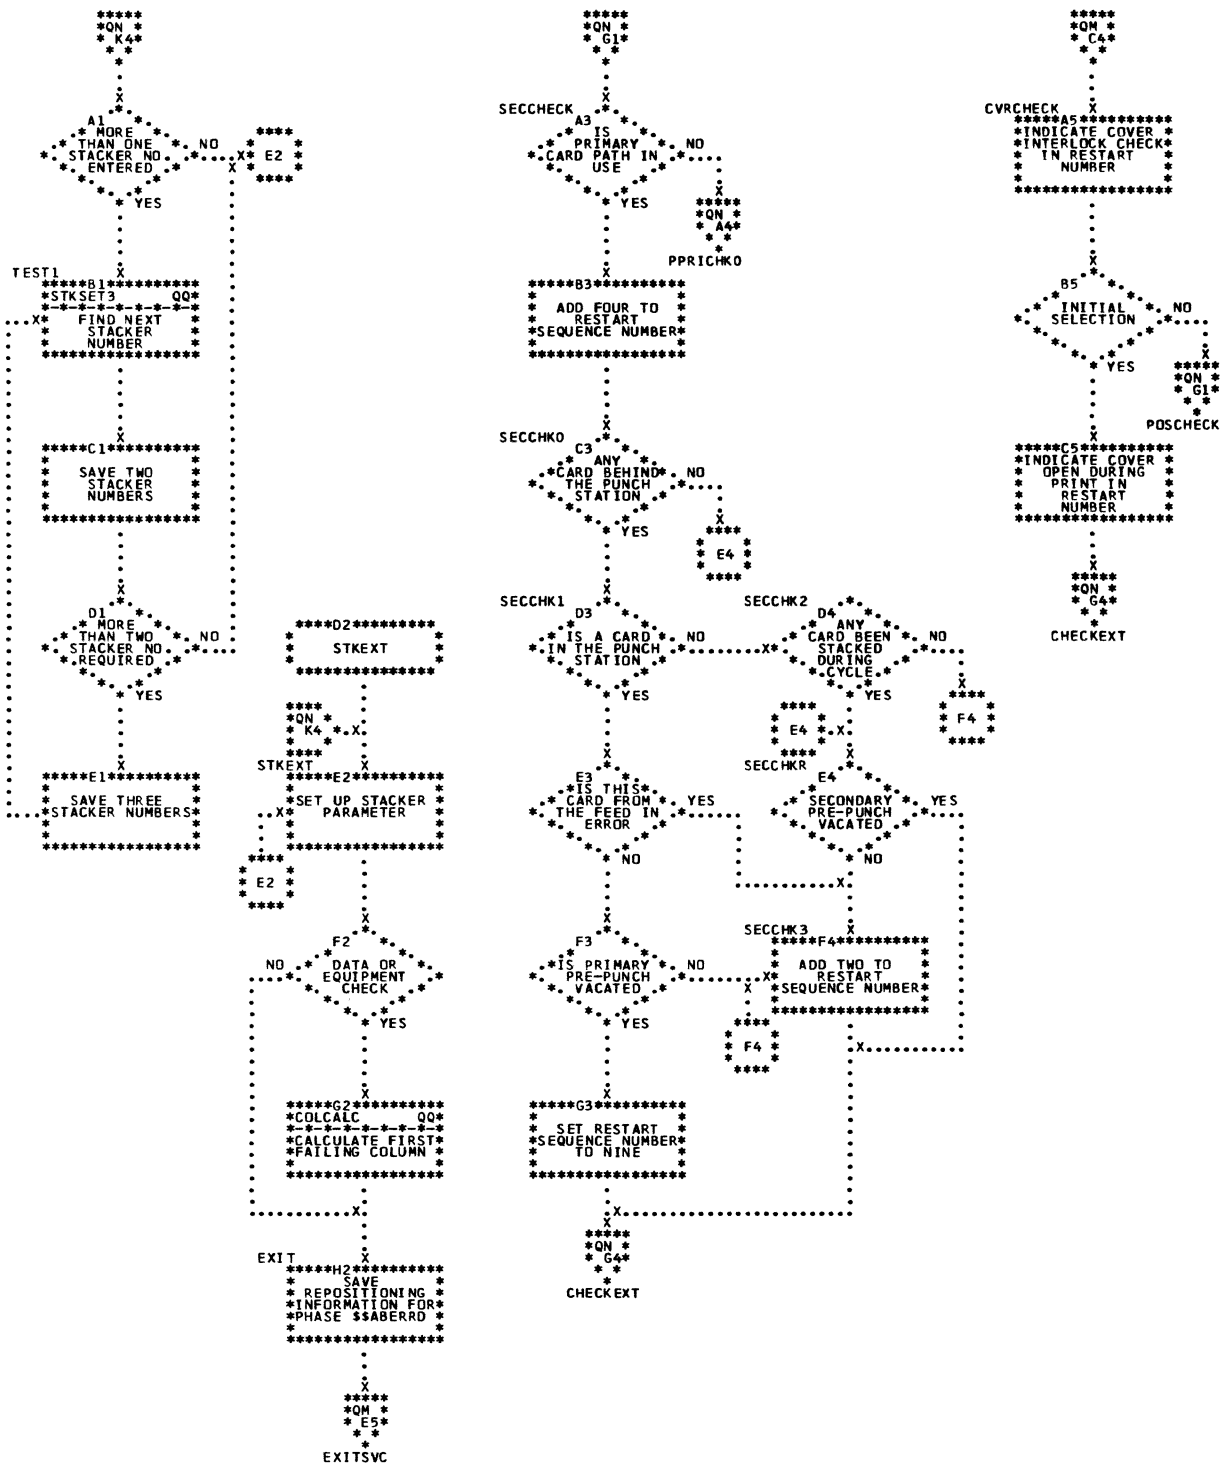 QN
K4
A1
MORE
THAN ONE
STACKER NO
ENTERED
NO
E2
YES
TEST1
B1
STKSET3 QQ
FIND NEXT
STACKER
NUMBER
C1
SAVE TWO
STACKER
NUMBERS
D1
MORE
THAN TWO
STACKER NO
REQUIRED
NO
YES
E1
SAVE THREE
STACKER NUMBERS
D2
STKEXT
QN
K4
STKEXT
E2
SET UP STACKER
PARAMETER
E2
F2
DATA OR
EQUIPMENT
CHECK
NO
YES
G2
COLCALC QQ
CALCULATE FIRST
FAILING COLUMN
EXIT
H2
SAVE
REPOSITIONING
INFORMATION FOR
PHASE $$ABERRD
QM
E5
EXITSVC
QN
G1
SECCHECK
A3
IS
PRIMARY
CARD PATH IN
USE
NO
YES
QN
A4
PPRICHKO
B3
ADD FOUR TO
RESTART
SEQUENCE NUMBER
SECCHKO
C3
ANY
CARD BEHIND
THE PUNCH
STATION
NO
YES
E4
SECCHK1
D3
IS A CARD
IN THE PUNCH
STATION
NO
YES
SECCHK2
D4
ANY
CARD BEEN
STACKED
DURING
CYCLE
NO
YES
F4
E4
E3
IS THIS
CARD FROM
THE FEED IN
ERROR
YES
NO
SECCHKR
E4
SECONDARY
PRE-PUNCH
VACATED
YES
NO
F3
IS PRIMARY
PRE-PUNCH
VACATED
NO
YES
SECCHK3
F4
ADD TWO TO
RESTART
SEQUENCE NUMBER
F4
G3
SET RESTART
SEQUENCE NUMBER
TO NINE
QN
G4
CHECKEXT
QM
C4
CVRCHECK
A5
INDICATE COVER
INTERLOCK CHECK
IN RESTART
NUMBER
B5
INITIAL
SELECTION
NO
YES
QN
G1
POSCHECK
C5
INDICATE COVER
OPEN DURING
PRINT IN
RESTART
NUMBER
QN
G4
CHECKEXT